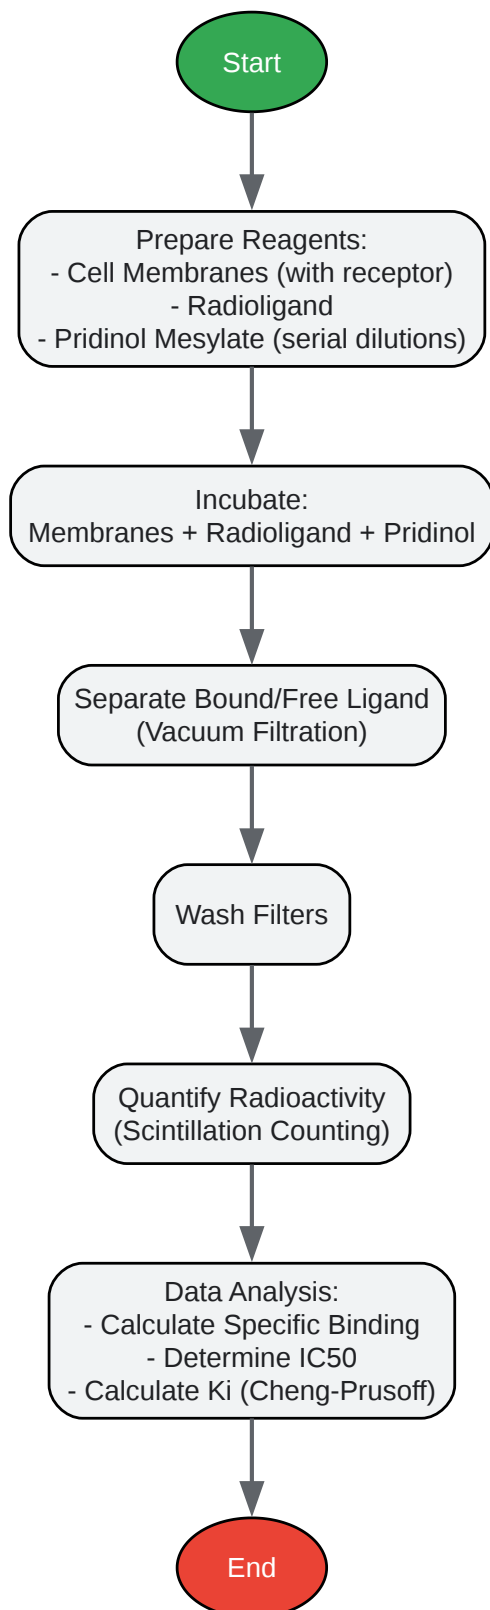 Start
Prepare Reagents:
- Cell Membranes (with receptor)
- Radioligand
- Pridinol Mesylate (serial dilutions)
Incubate:
Membranes + Radioligand + Pridinol
Separate Bound/Free Ligand
(Vacuum Filtration)
Wash Filters
Quantify Radioactivity
(Scintillation Counting)
Data Analysis:
- Calculate Specific Binding
- Determine IC50
- Calculate Ki (Cheng-Prusoff)
End